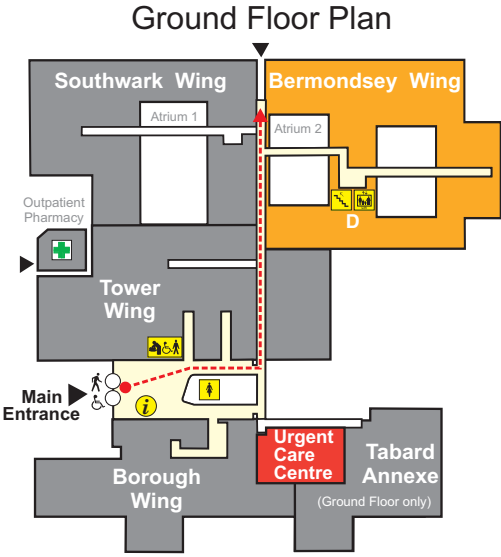 Ground Floor Plan
Southwark Wing
Bermondsey Wing
Atrium 1
Atrium 2
Outpatient
Pharmacy
D
Tower
Wing
Main
Entrance
i
Urgent
Care
Centre
Tabard
Annexe
(Ground Floor only)
Borough
Wing